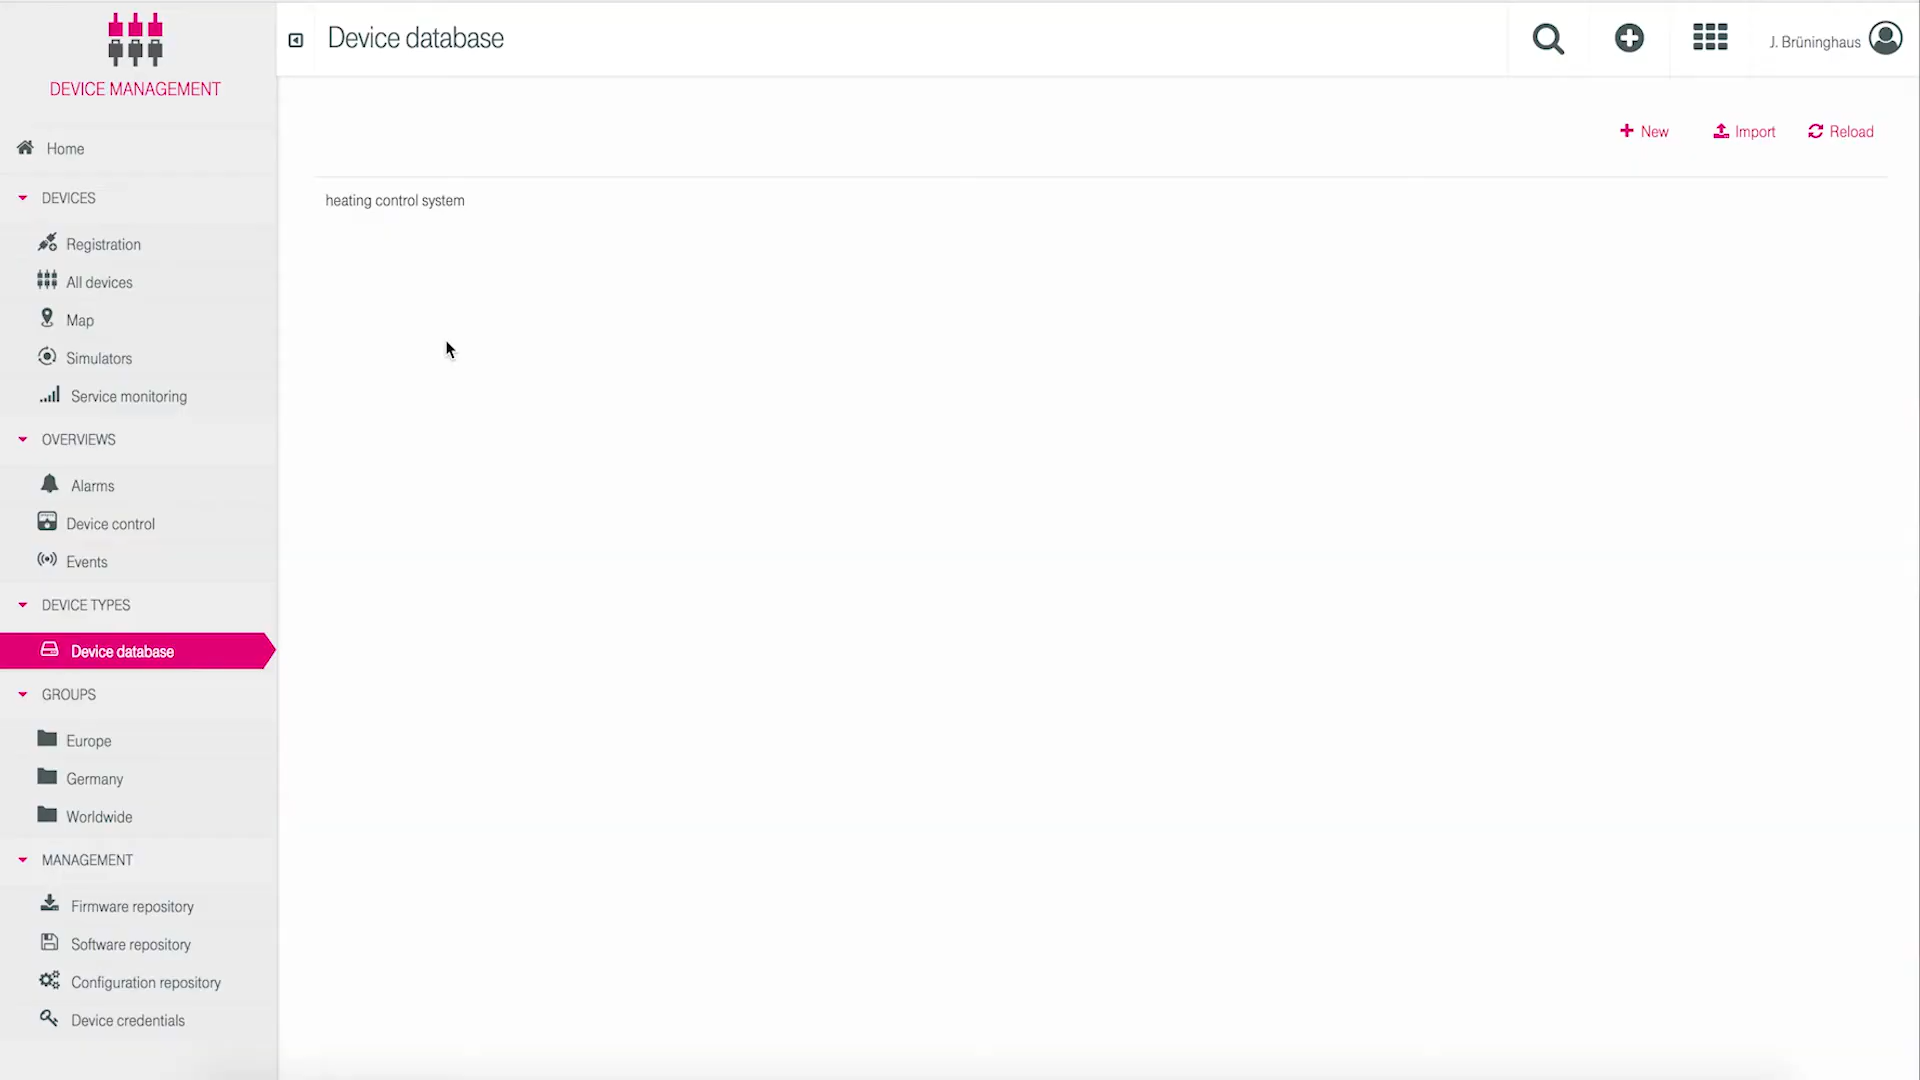 DEVICE MANAGEMENT
Home
DEVICES
Registration
All devices
Map
Simulators
Service monitoring
OVERVIEWS
Alarms
Device control
Events
DEVICE TYPES
Device database
GROUPS
Europe
Germany
Worldwide
MANAGEMENT
Firmware repository
Software repository
Configuration repository
Device credentials
Device database
J. Brüninghaus
New Import Reload
heating control system